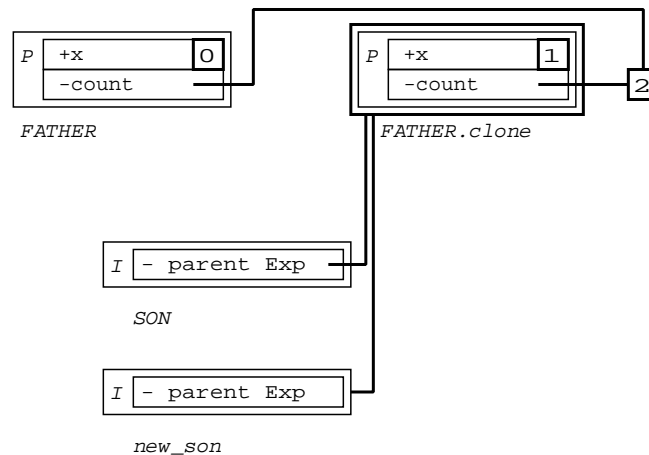 P +x 0 P +x 1
-count -count 2
FATHER FATHER.clone
I - parent Exp
SON
I - parent Exp
new_son